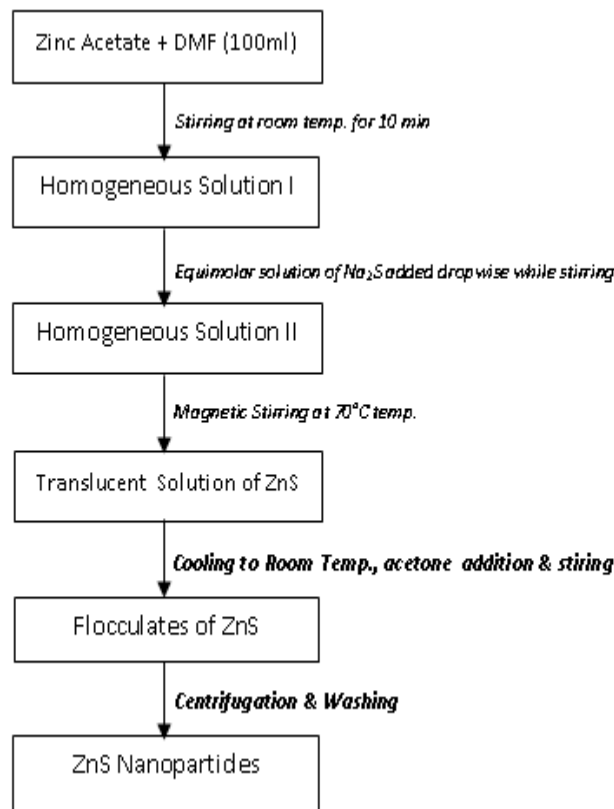 Zinc Acetate + DMF (100ml)
Stirring at room temp. for 10 min
Homogeneous Solution I
Equimolar solution of Na₂S added dropwise while stirring
Homogeneous Solution II
Magnetic Stirring at 70°C temp.
Translucent Solution of ZnS
Cooling to Room Temp., acetone addition & stiring
Flocculates of ZnS
Centrifugation & Washing
ZnS Nanoparticles